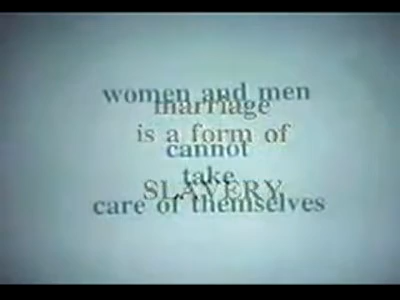 women and men
marriage
is a form of
cannot
take
SLAVERY
care of themselves